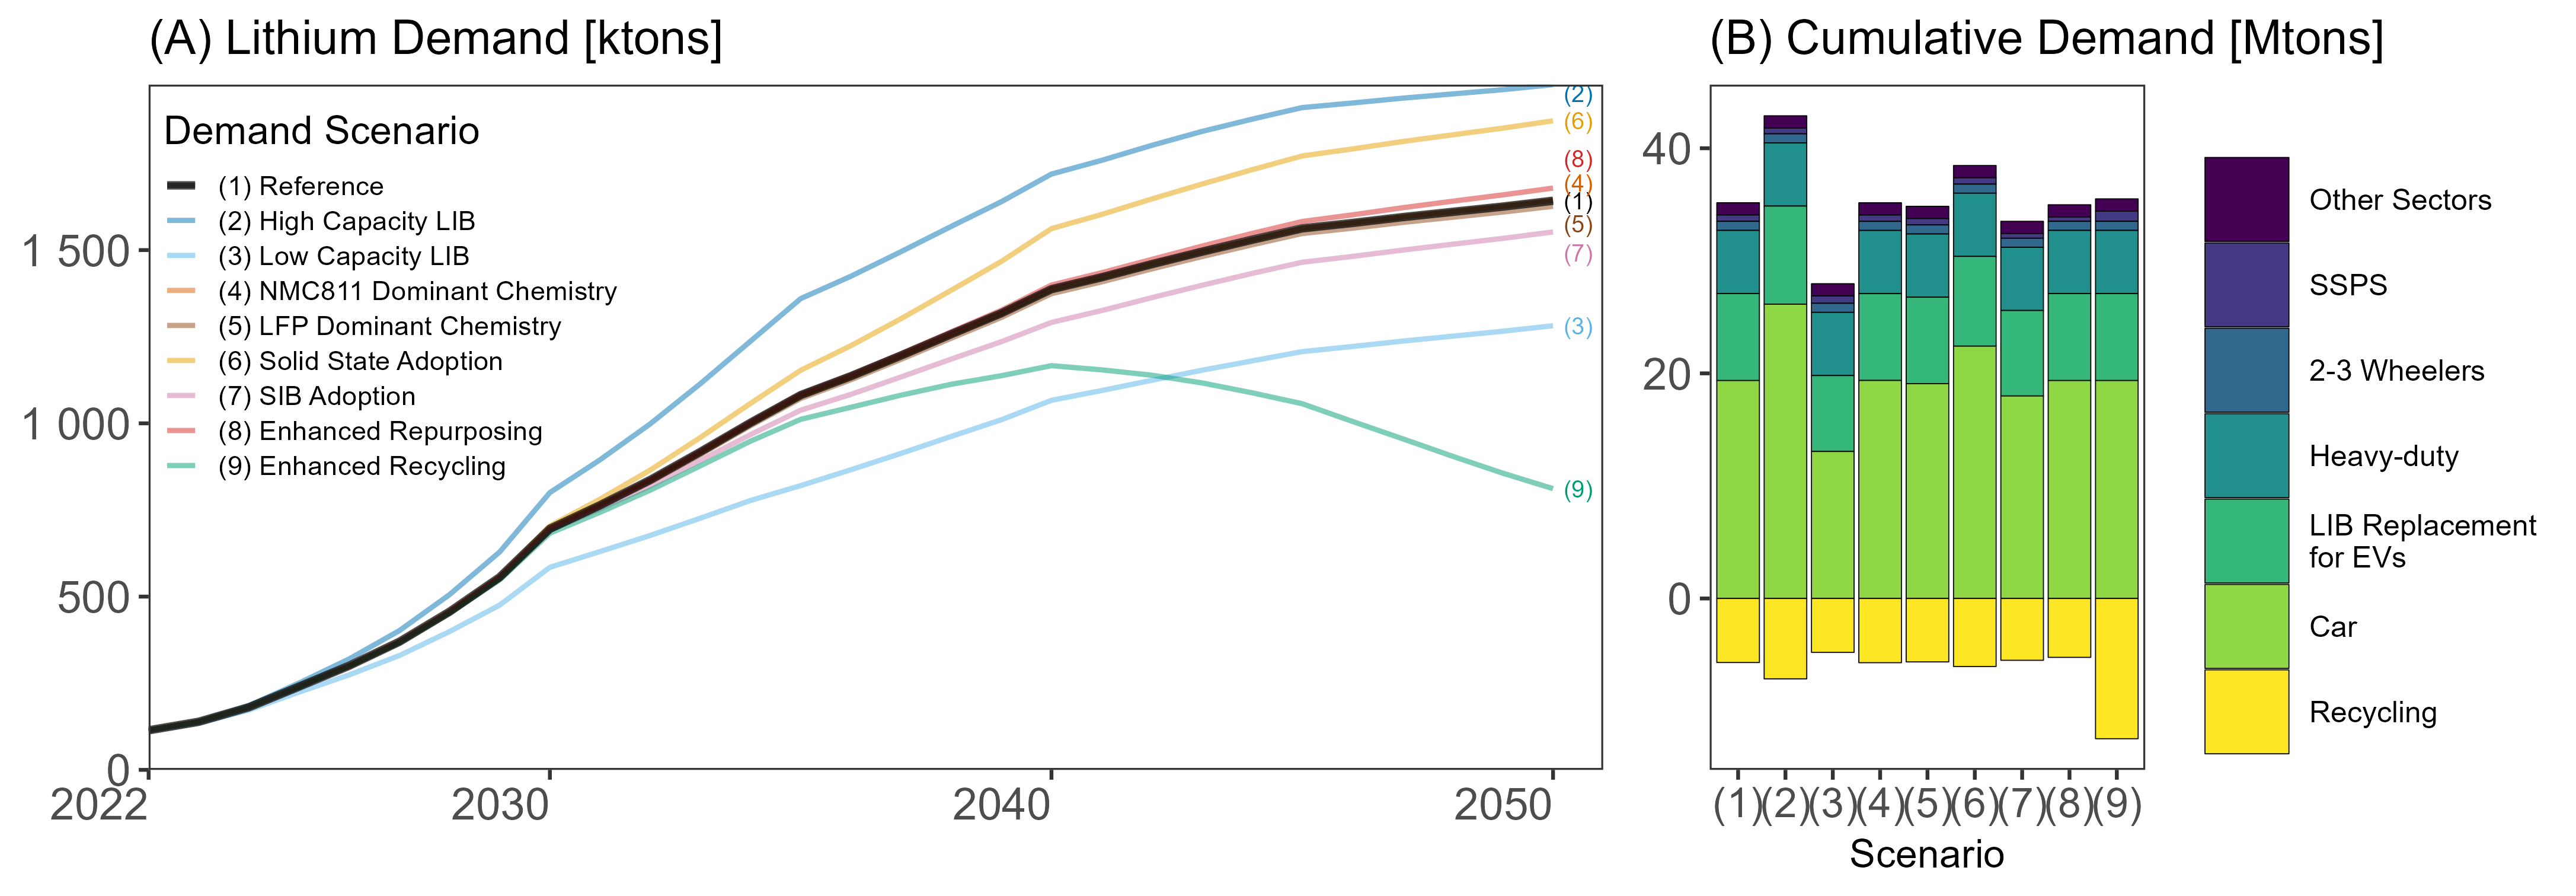 (A) Lithium Demand [ktons]
Demand Scenario
(1) Reference
(2) High Capacity LIB
(3) Low Capacity LIB
(4) NMC811 Dominant Chemistry
(5) LFP Dominant Chemistry
(6) Solid State Adoption
(7) SIB Adoption
(8) Enhanced Repurposing
(9) Enhanced Recycling
1 500
1 000
500
0
2022 2030 2040 2050
(2)
(6)
(8)
(4)
(1)
(5)
(7)
(3)
(9)
(B) Cumulative Demand [Mtons]
40
20
0
(1)(2)(3)(4)(5)(6)(7)(8)(9)
Scenario
Other Sectors
SSPS
2-3 Wheelers
Heavy-duty
LIB Replacement
for EVs
Car
Recycling